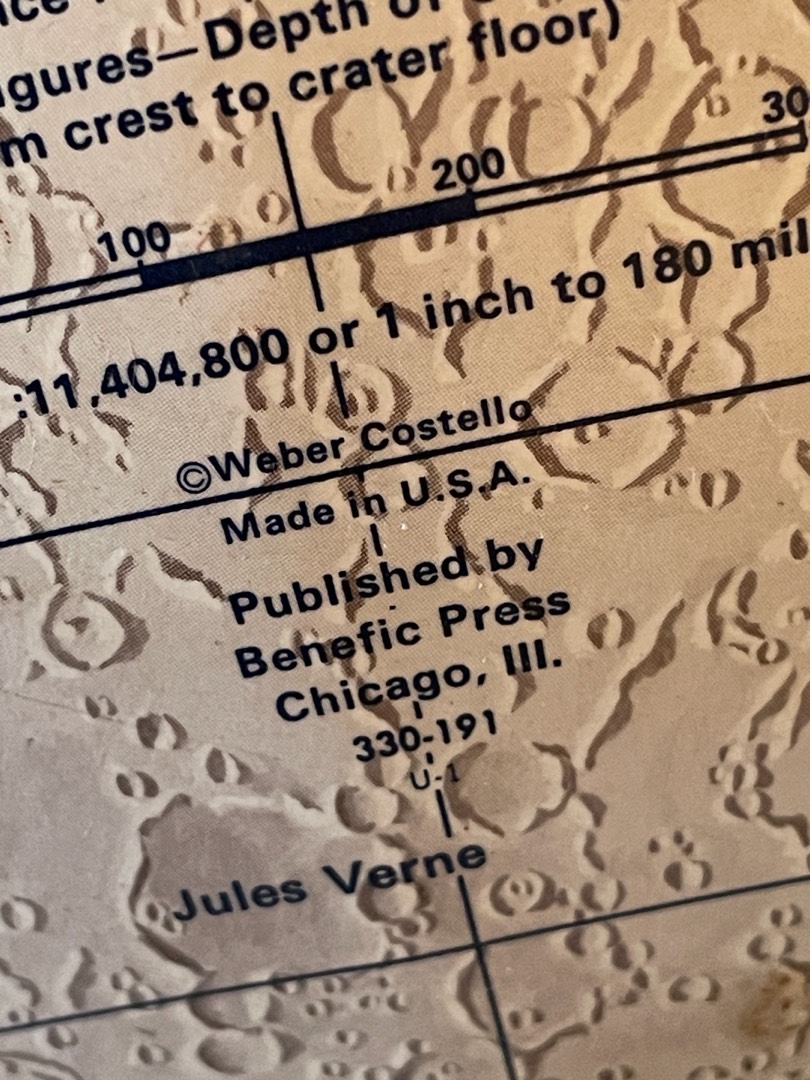 gures—Depth of
m crest to crater floor)
100 200 30
:11,404,800 or 1 inch to 180 mil
©Weber Costello
Made in U.S.A.
Published by
Benefic Press
Chicago, Ill.
330-191
U-1
Jules Verne